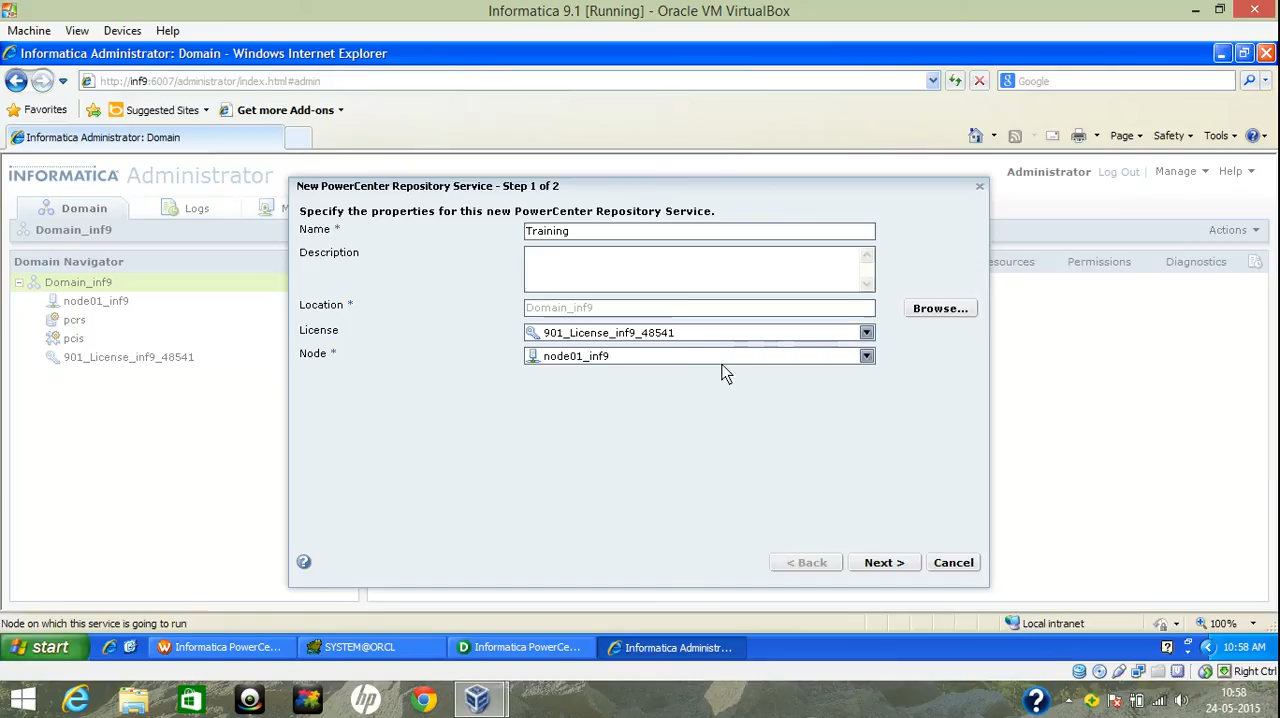 Informatica 9.1 [Running] - Oracle VM VirtualBox
Machine View Devices Help
Informatica Administrator: Domain - Windows Internet Explorer
http://inf9:6007/administrator/index.html#admin
Google
Favorites Suggested Sites Get more Add-ons
Informatica Administrator: Domain
Page Safety Tools
INFORMATICA Administrator
Administrator Log Out Manage Help
Domain Logs M
Domain_inf9
Actions
Domain Navigator
Domain_inf9
node01_inf9
pcrs
pcis
901_License_inf9_48541
esources Permissions Diagnostics
New PowerCenter Repository Service - Step 1 of 2
Specify the properties for this new PowerCenter Repository Service.
Name * Training
Description
Location * Domain_inf9 Browse...
License 901_License_inf9_48541
Node * node01_inf9
< Back Next > Cancel
Node on which this service is going to run
Local intranet 100%
start Informatica PowerCe... SYSTEM@ORCL Informatica PowerCe... Informatica Administr... 10:58 AM
Right Ctrl
10:58
24-05-2015